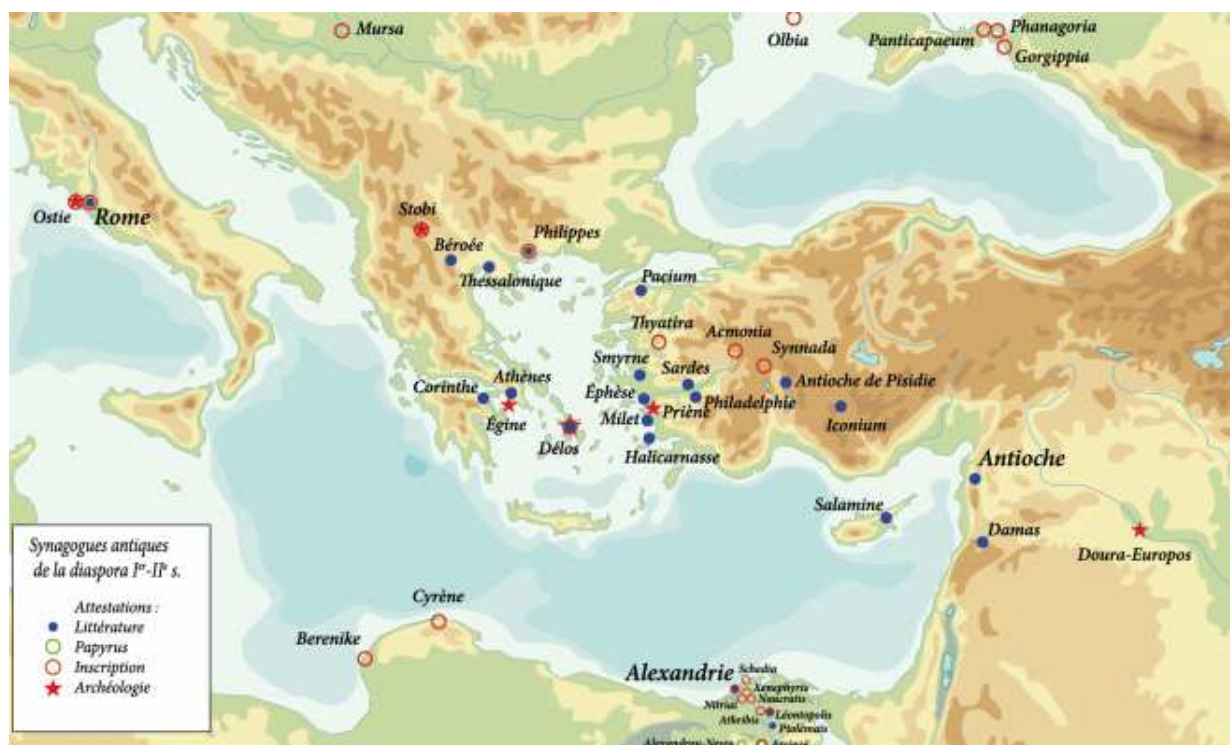 Mursa
Olbia
Panticapaeum
Phanagoria
Gorgippia
Ostie
Rome
Stobi
Béroée
Philippes
Thessalonique
Pacium
Thyatira
Acmonia
Synnada
Smyrne
Sardes
Antioche de Pisidie
Corinthe
Athènes
Éphèse
Philadelphie
Égine
Milet
Priène
Iconium
Délos
Halicarnasse
Antioche
Salamine
Damas
Doura-Europos
Synagogues antiques
de la diaspora Iᵉʳ-IIᵉ s.
Attestations :
Littérature
Papyrus
Inscription
Archéologie
Cyrène
Berenike
Alexandrie
Schedia
Xenephyris
Nitriai
Naucratis
Athribis
Léontopolis
Ptolémaïs